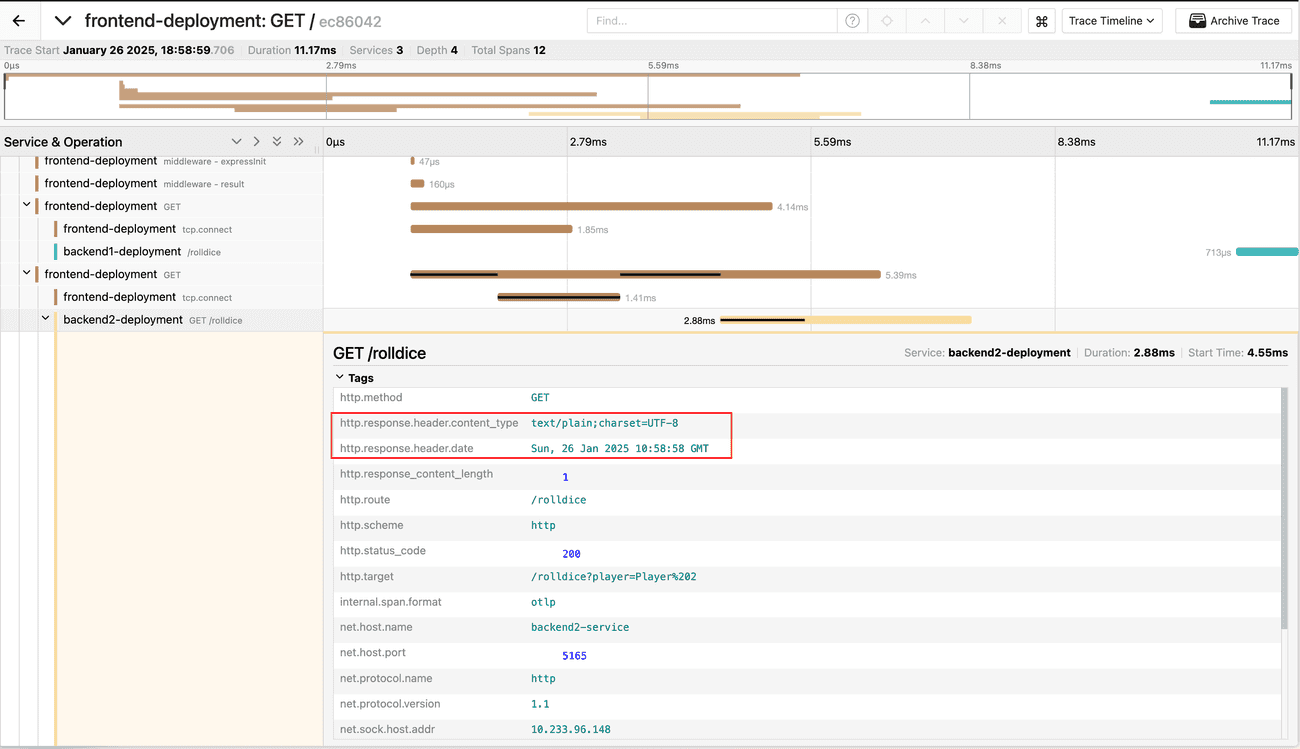 frontend-deployment: GET / ec86042
Find...
Trace Timeline
Archive Trace
Trace Start January 26 2025, 18:58:59.706 Duration 11.17ms Services 3 Depth 4 Total Spans 12
0μs 2.79ms 5.59ms 8.38ms 11.17ms
Service & Operation 0μs 2.79ms 5.59ms 8.38ms 11.17ms
frontend-deployment middleware - expressInit 47μs
frontend-deployment middleware - result 160μs
frontend-deployment GET 4.14ms
frontend-deployment tcp.connect 1.85ms
backend1-deployment /rolldice 713μs
frontend-deployment GET 5.39ms
frontend-deployment tcp.connect 1.41ms
backend2-deployment GET /rolldice 2.88ms
GET /rolldice Service: backend2-deployment Duration: 2.88ms Start Time: 4.55ms
Tags
http.method GET
http.response.header.content_type text/plain;charset=UTF-8
http.response.header.date Sun, 26 Jan 2025 10:58:58 GMT
http.response_content_length 1
http.route /rolldice
http.scheme http
http.status_code 200
http.target /rolldice?player=Player%202
internal.span.format otlp
net.host.name backend2-service
net.host.port 5165
net.protocol.name http
net.protocol.version 1.1
net.sock.host.addr 10.233.96.148